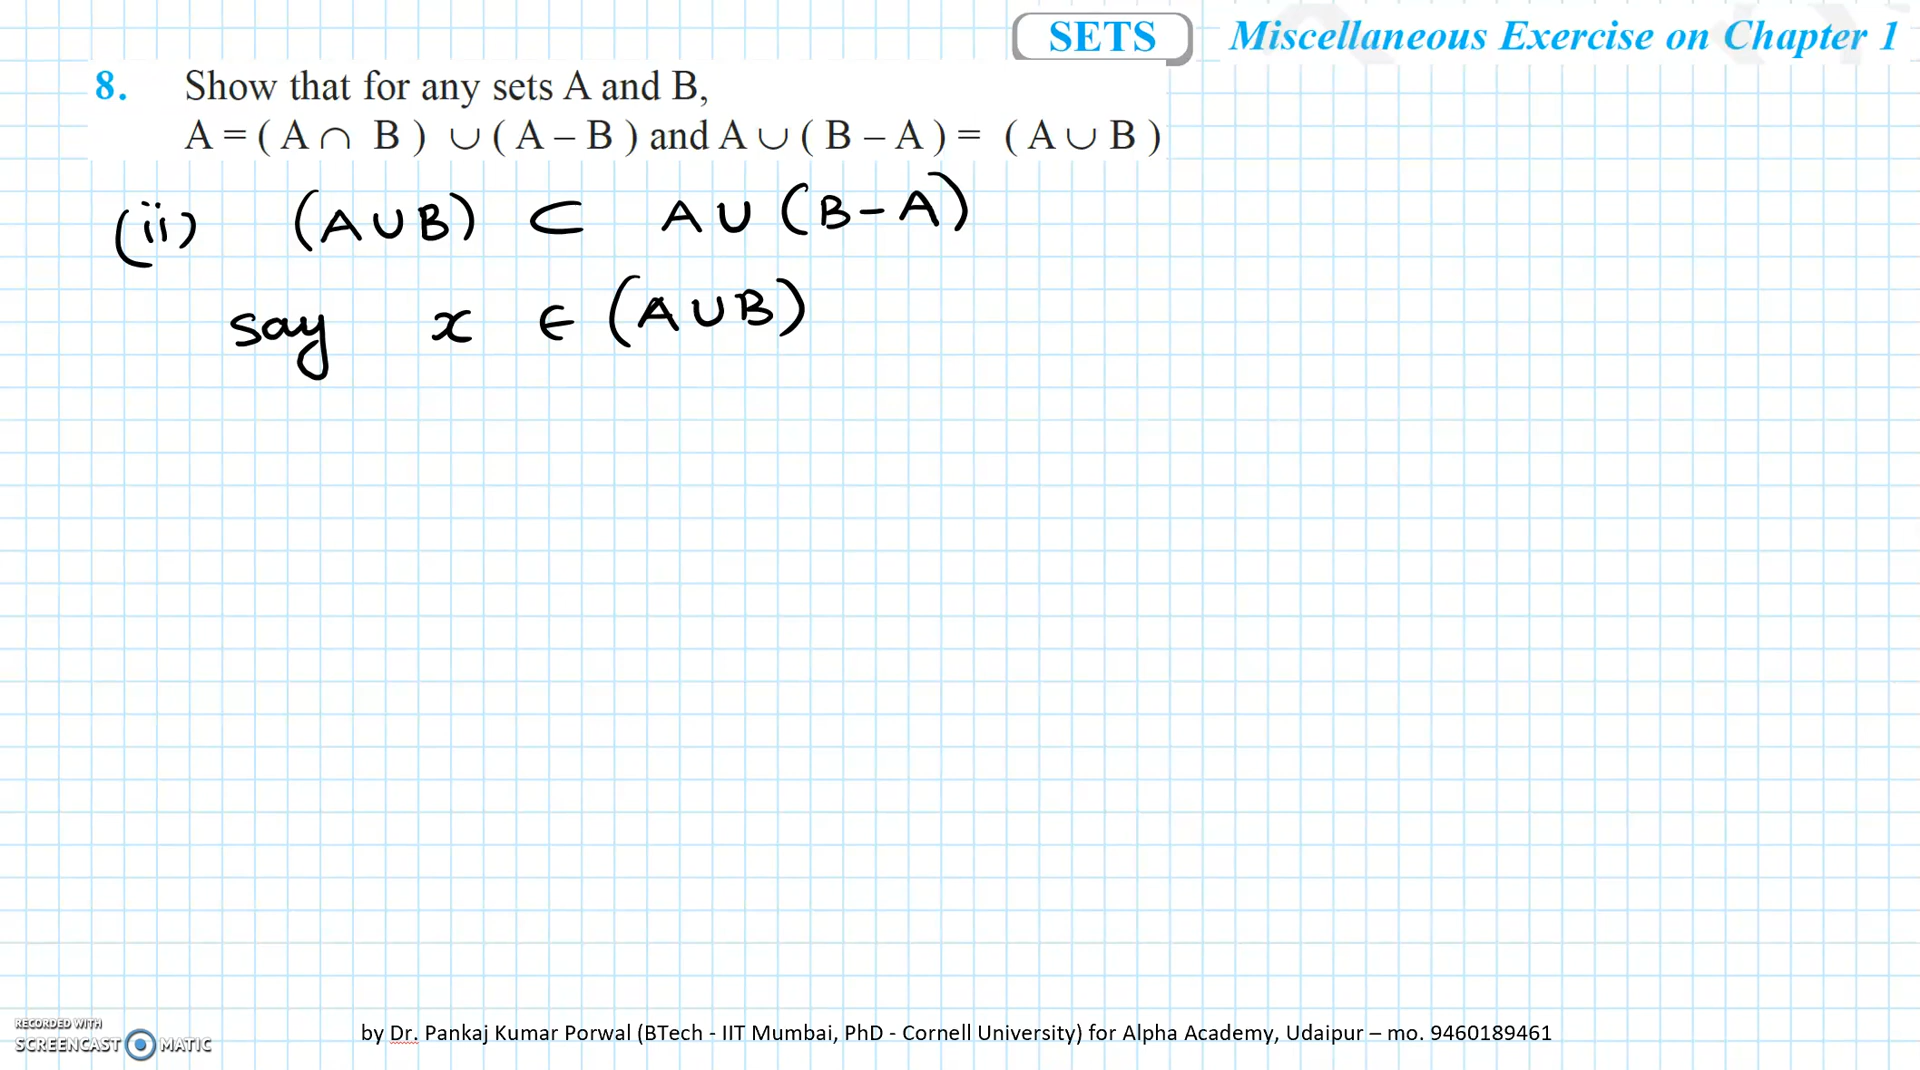 SETS Miscellaneous Exercise on Chapter 1
8. Show that for any sets A and B,
A = ( A ∩ B ) ∪ ( A – B ) and A ∪ ( B – A ) = ( A ∪ B )
(ii) (A∪B) ⊂ A∪(B-A)
say x ∈ (A∪B)
RECORDED WITH
SCREENCAST MATIC
by Dr. Pankaj Kumar Porwal (BTech - IIT Mumbai, PhD - Cornell University) for Alpha Academy, Udaipur – mo. 9460189461